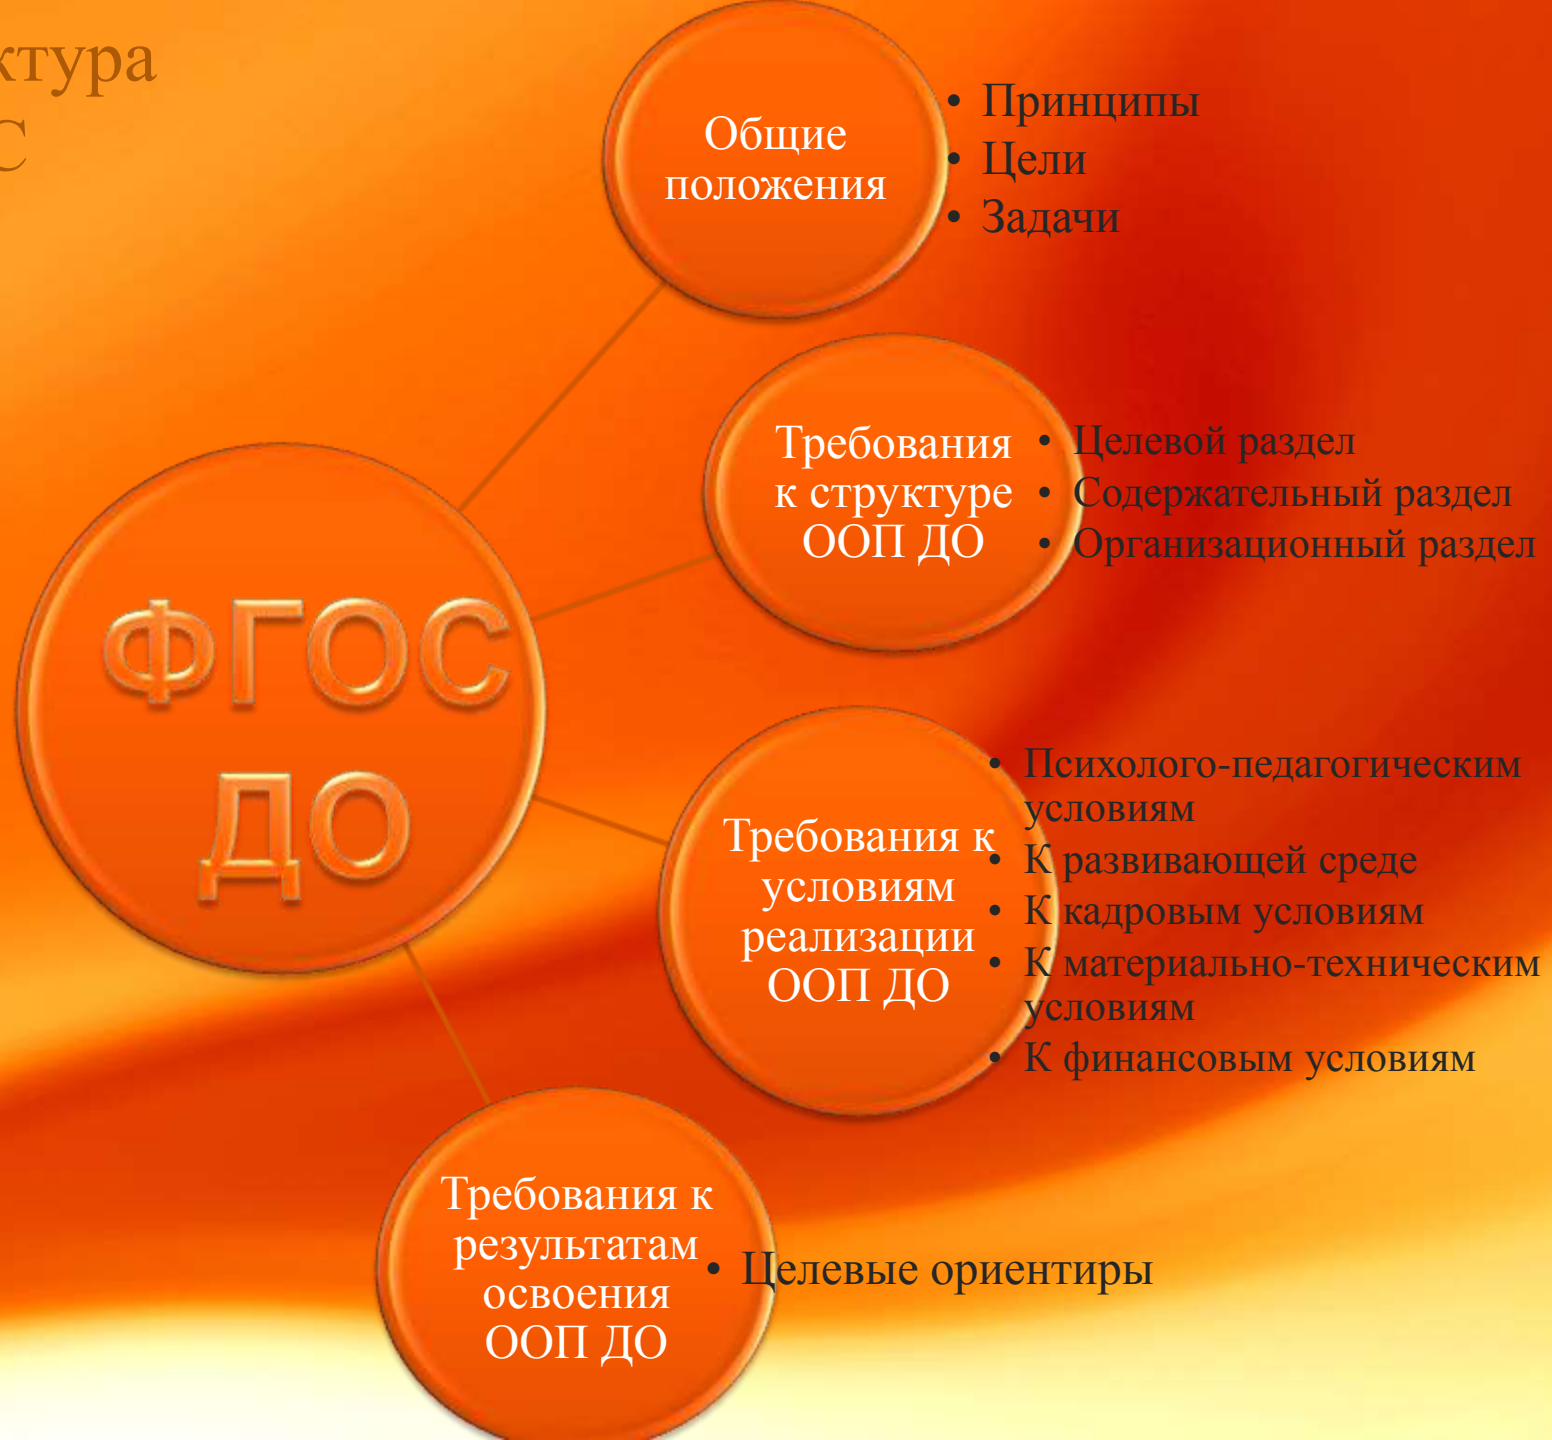 ктура
С
Общие
положения
• Принципы
• Цели
• Задачи
Требования
к структуре
ООП ДО
• Целевой раздел
• Содержательный раздел
• Организационный раздел
ФГОС
ДО
Требования к
условиям
реализации
ООП ДО
• Психолого-педагогическим
условиям
• К развивающей среде
• К кадровым условиям
• К материально-техническим
условиям
• К финансовым условиям
Требования к
результатам
освоения
ООП ДО
• Целевые ориентиры